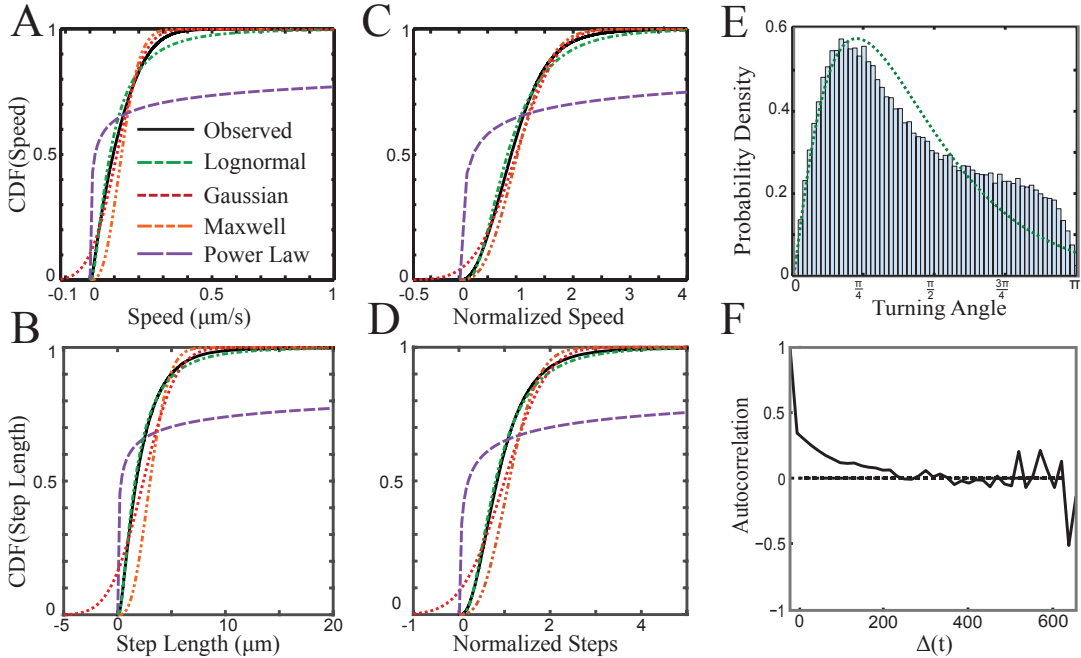 A
CDF(Speed)
1
0.5
0
-0.1
0
0.5
1
Speed (μm/s)
Observed
Lognormal
Gaussian
Maxwell
Power Law
C
1
0.5
0
-0.5
0
1
2
3
4
Normalized Speed
E
Probability Density
0.6
0.4
0.2
0
0
π/4
π/2
3π/4
π
Turning Angle
B
CDF(Step Length)
1
0.5
0
-5
0
5
10
20
Step Length (μm)
D
1
0.5
0
-1
0
1
2
3
4
Normalized Steps
F
Autocorrelation
1
0.5
0
−0.5
−1
0
200
400
600
Δ(t)